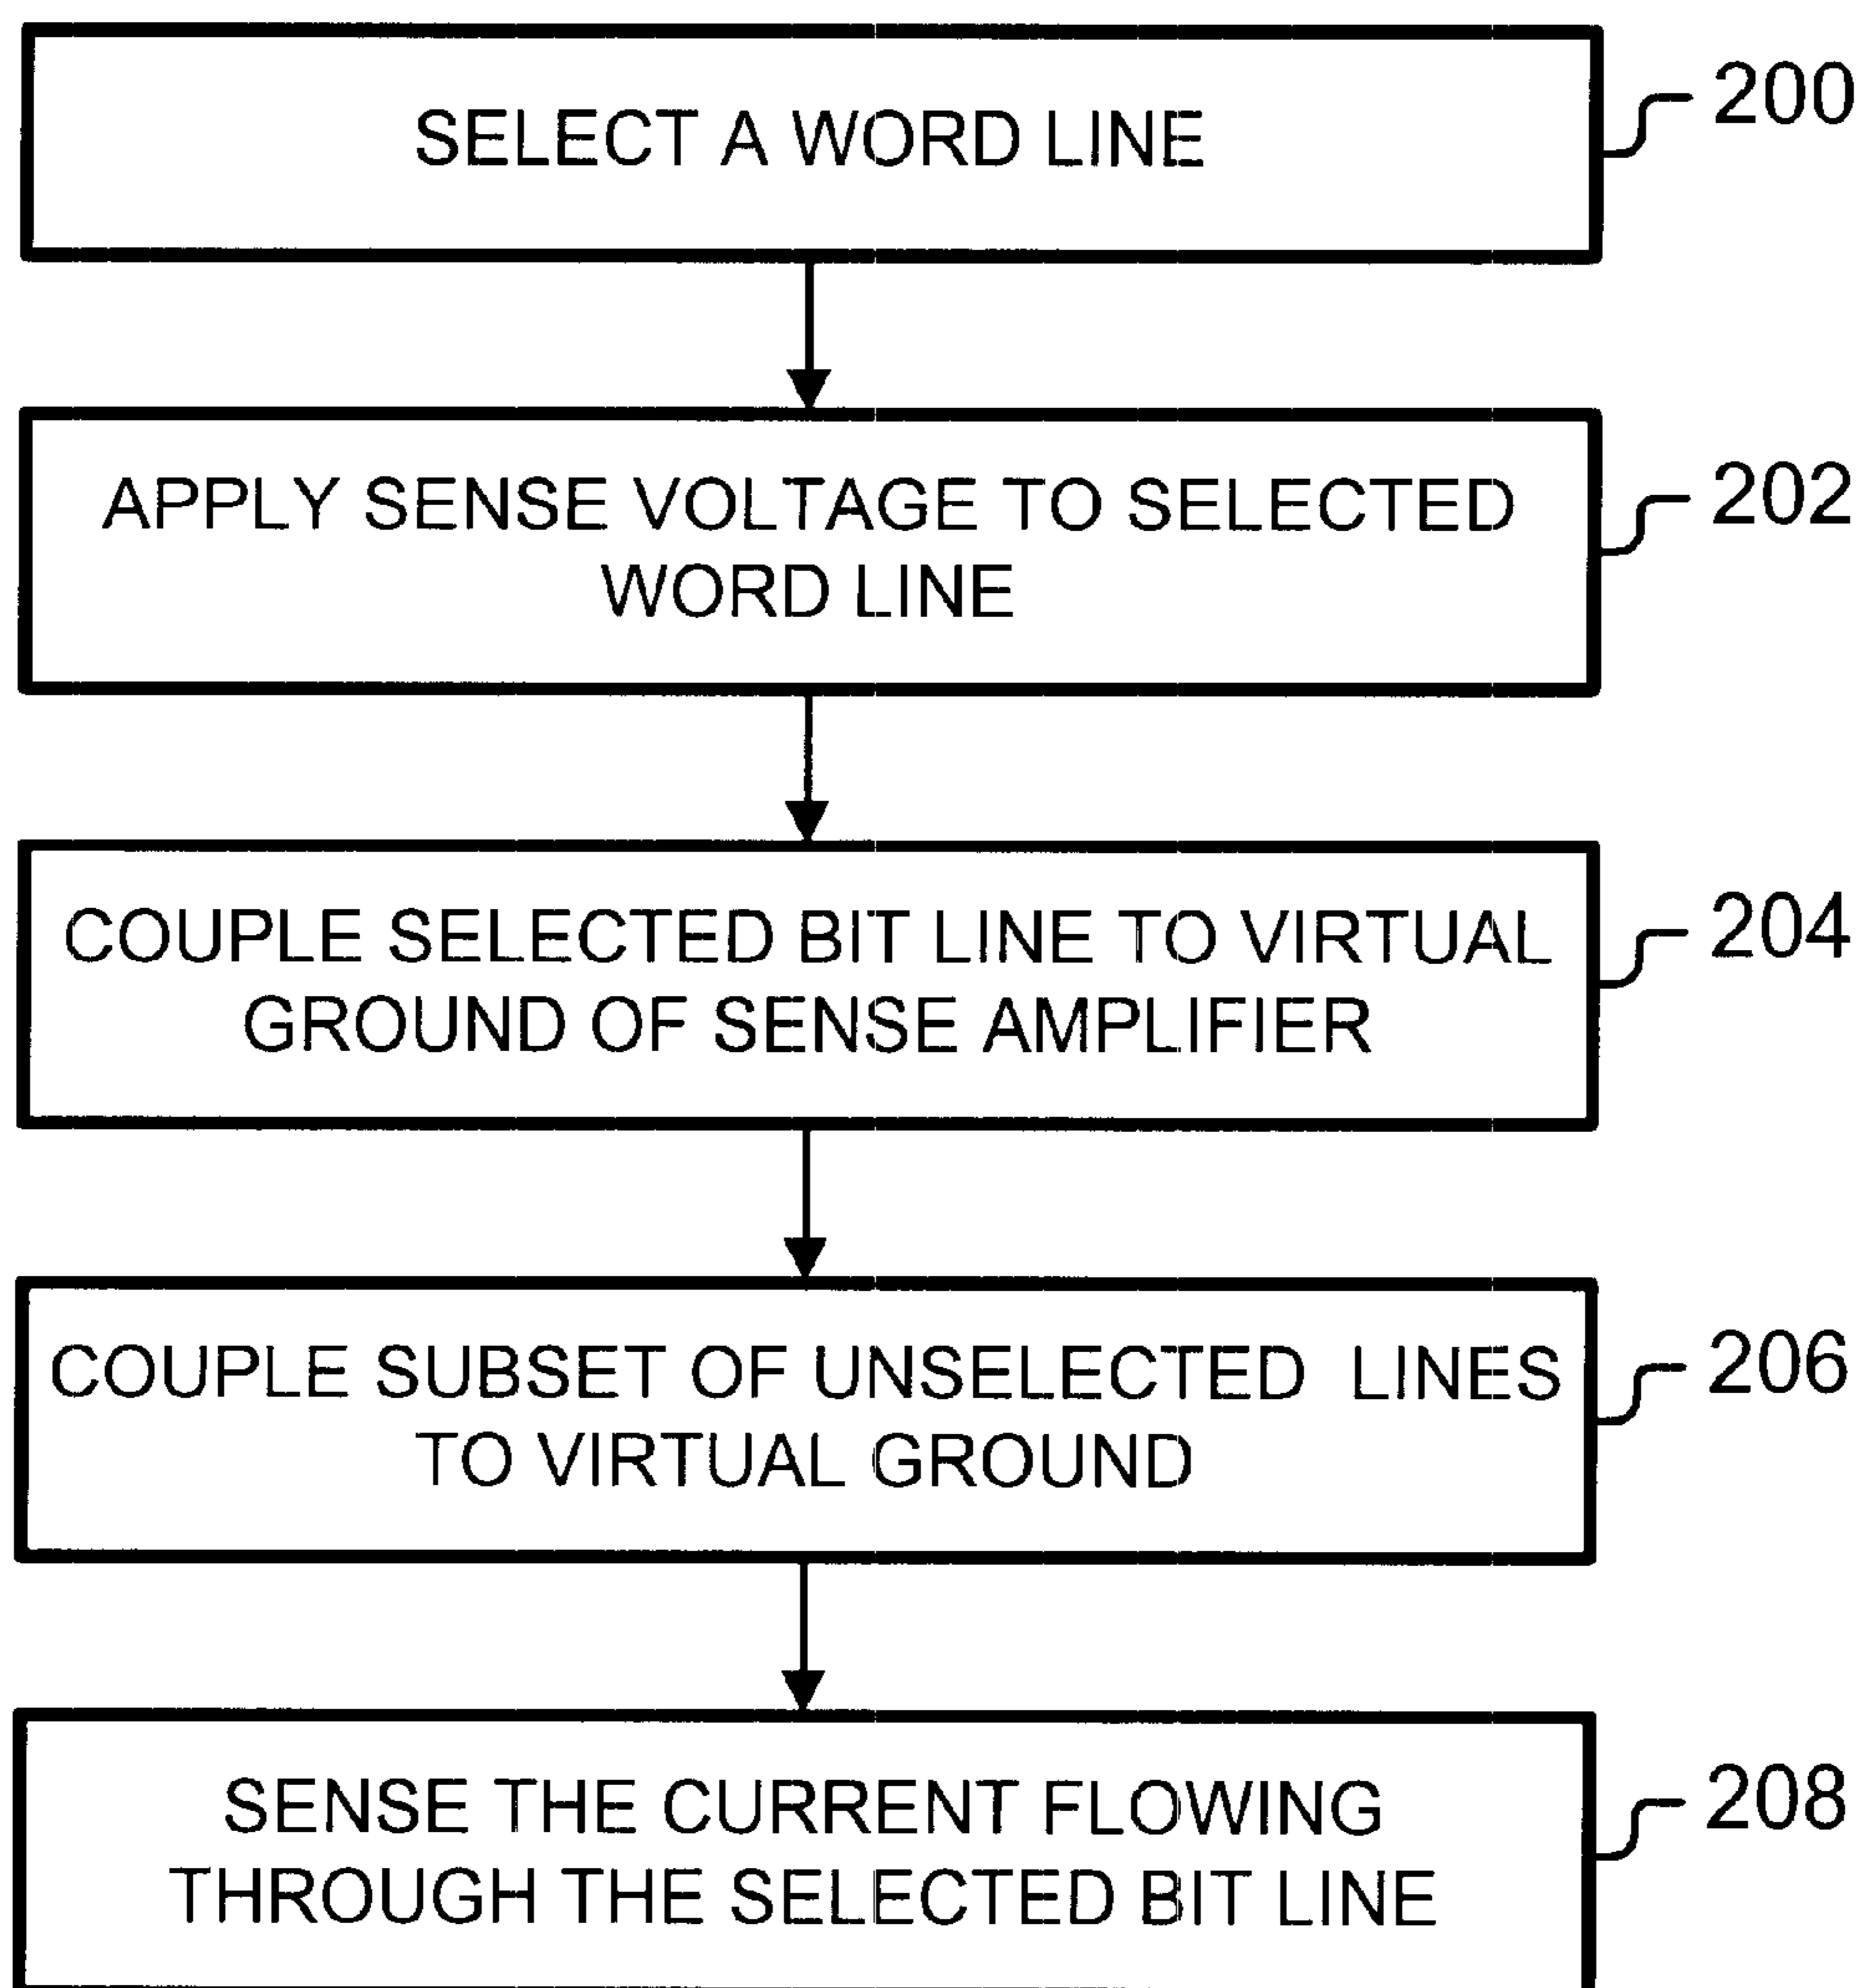 SELECT A WORD LINE
200
APPLY SENSE VOLTAGE TO SELECTED
WORD LINE
202
COUPLE SELECTED BIT LINE TO VIRTUAL
GROUND OF SENSE AMPLIFIER
204
COUPLE SUBSET OF UNSELECTED LINES
TO VIRTUAL GROUND
206
SENSE THE CURRENT FLOWING
THROUGH THE SELECTED BIT LINE
208